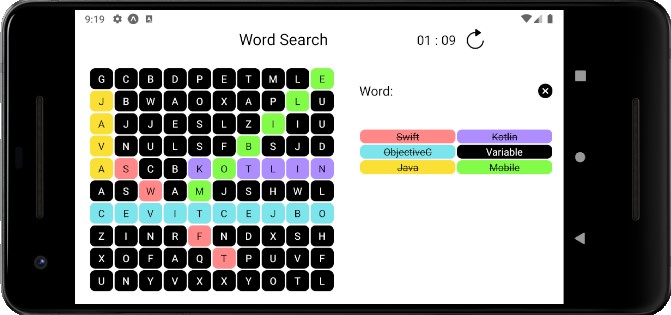 9:19
Word Search
01 : 09
G C B D P E T M L E
J B W A O X A P L U
A J J E S L Z I I U
V N U L S F B S J D
A S C B K O T L I N
A S W A M J S H W L
C E V I T C E J B O
Z I N R F N D X S H
X O F A Q T P U V F
U N Y V X X Y O T L
Word:
Swift Kotlin
ObjectiveC Variable
Java Mobile